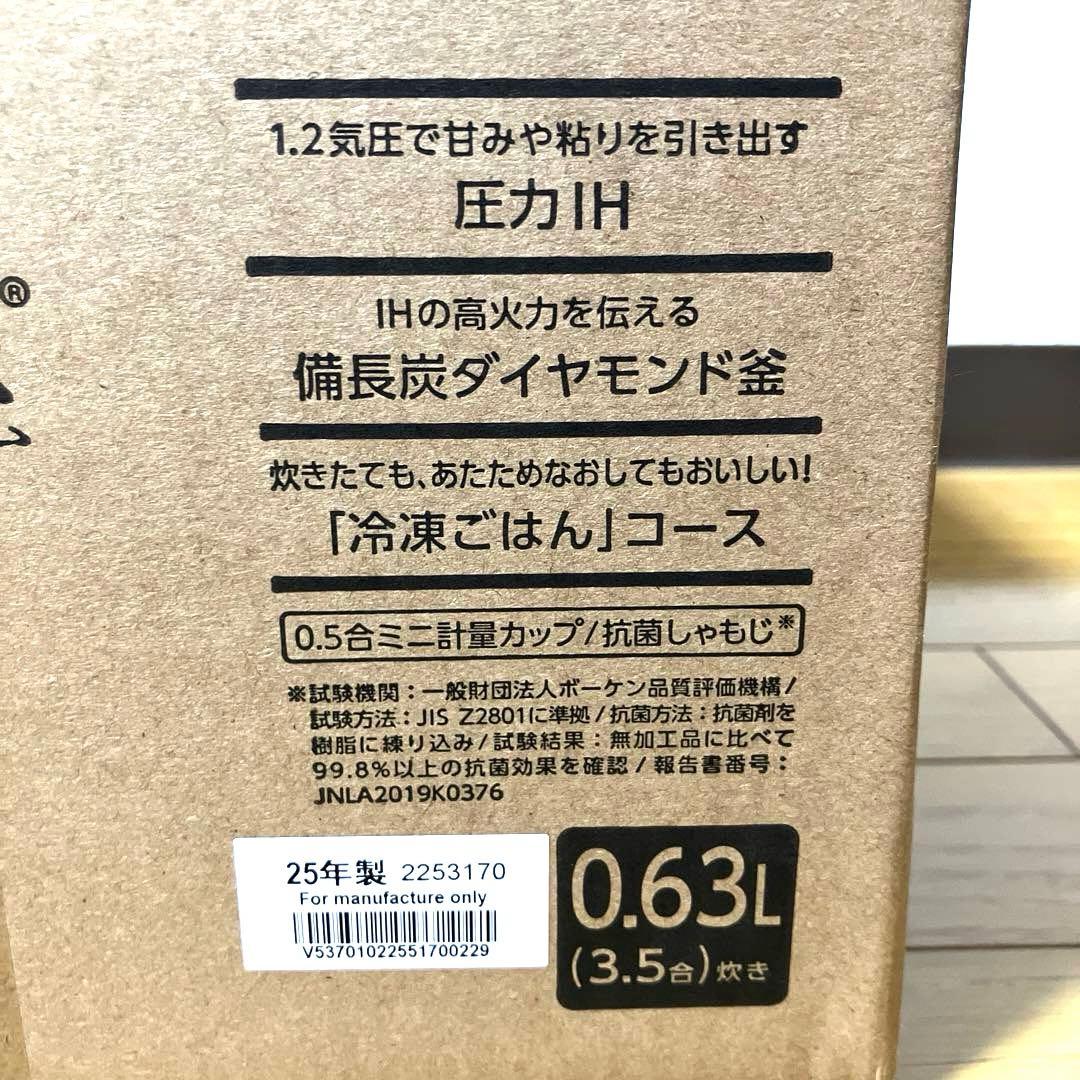 1.2気圧で甘みや粘りを引き出す
圧力IH
®
IHの高火力を伝える
備長炭ダイヤモンド釜
炊きたても、あたためなおしてもおいしい!
「冷凍ごはん」コース
0.5合ミニ計量カップ/抗菌しゃもじ※
※試験機関:一般財団法人ボーケン品質評価機構/
試験方法:JIS Z2801に準拠/抗菌方法:抗菌剤を
樹脂に練り込み/試験結果:無加工品に比べて
99.8%以上の抗菌効果を確認/報告書番号:
JNLA2019K0376
25年製 2253170
For manufacture only
V53701022551700229
0.63L
(3.5合)炊き